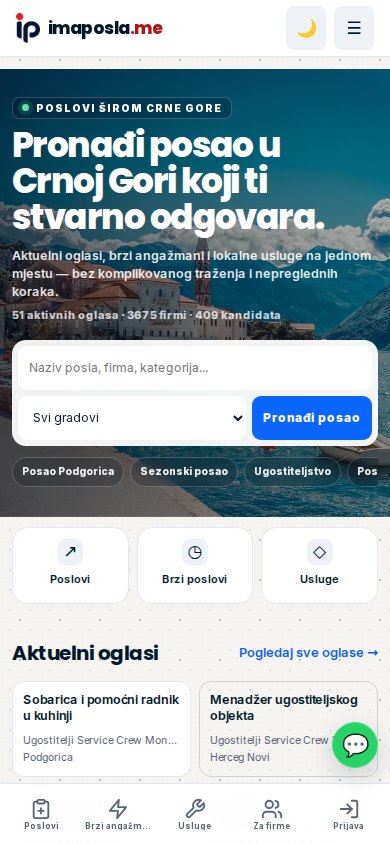 imaposla.me
POSLOVI ŠIROM CRNE GORE
Pronađi posao u
Crnoj Gori koji ti
stvarno odgovara.
Aktuelni oglasi, brzi angažmani i lokalne usluge na jednom
mjestu — bez komplikovanog traženja i nepreglednih
koraka.
51 aktivnih oglasa · 3675 firmi · 409 kandidata
Naziv posla, firma, kategorija...
Svi gradovi
Pronađi posao
Posao Podgorica
Sezonski posao
Ugostiteljstvo
Pos
Poslovi
Brzi poslovi
Usluge
Aktuelni oglasi
Pogledaj sve oglase →
Sobarica i pomoćni radnik
u kuhinji
Ugostitelji Service Crew Mon...
Podgorica
Menadžer ugostiteljskog
objekta
Ugostitelji Service Crew
Herceg Novi
Poslovi
Brzi angažm...
Usluge
Za firme
Prijava